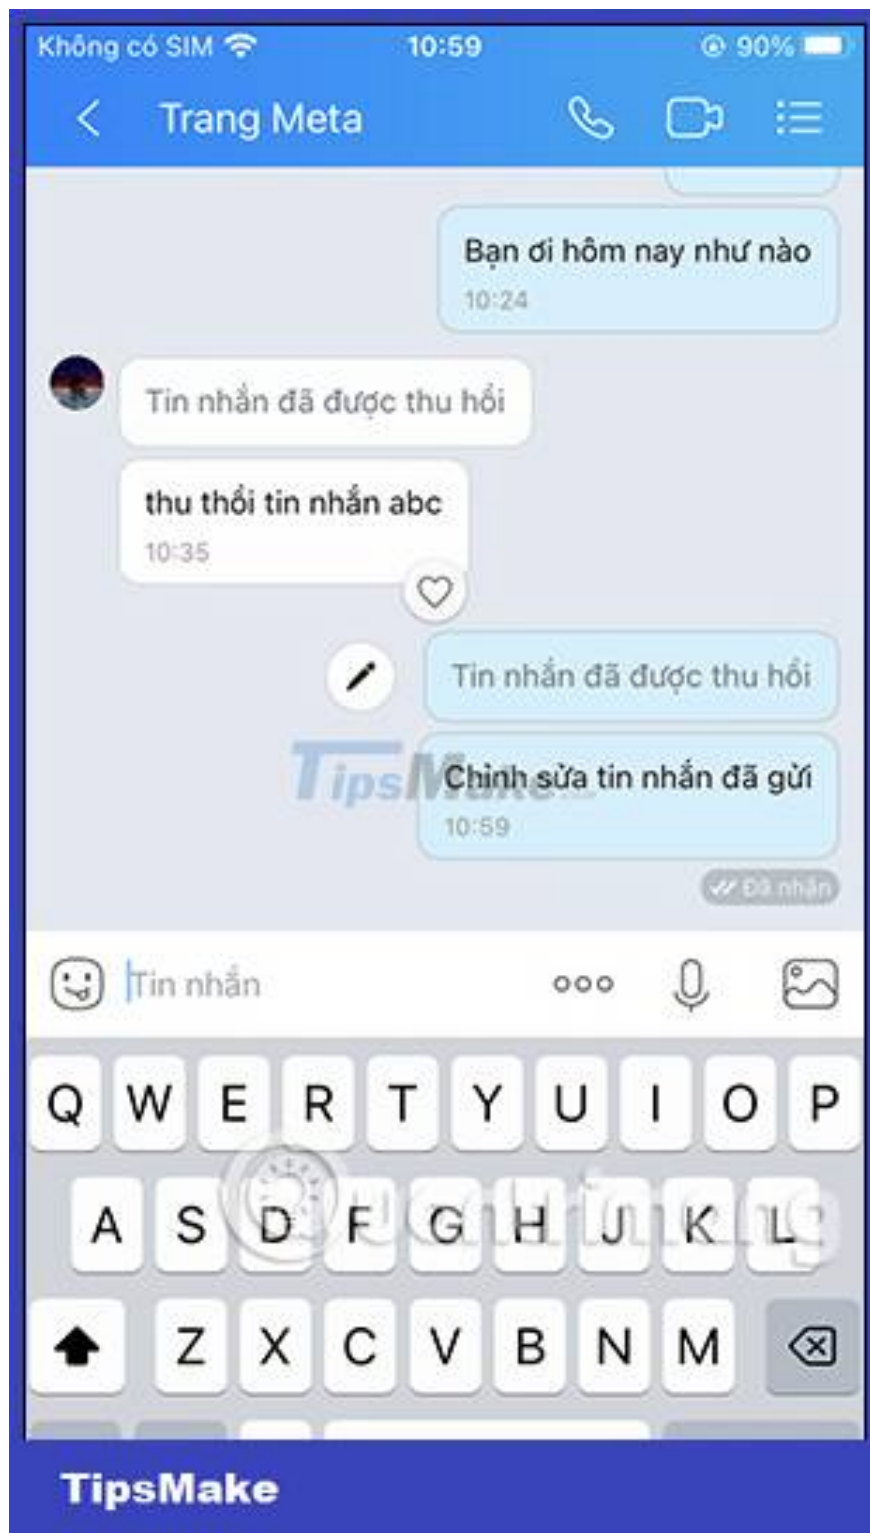 Không có SIM 10:59 90%
Trang Meta
Bạn ơi hôm nay như nào
10:24
Tin nhắn đã được thu hồi
thu thổi tin nhắn abc
10:35
Tin nhắn đã được thu hồi
TipsMake
Chỉnh sửa tin nhắn đã gửi
10:59
Đã nhận
Tin nhắn
Q W E R T Y U I O P
A S D F G H J K L
Quantrimang
Z X C V B N M
TipsMake